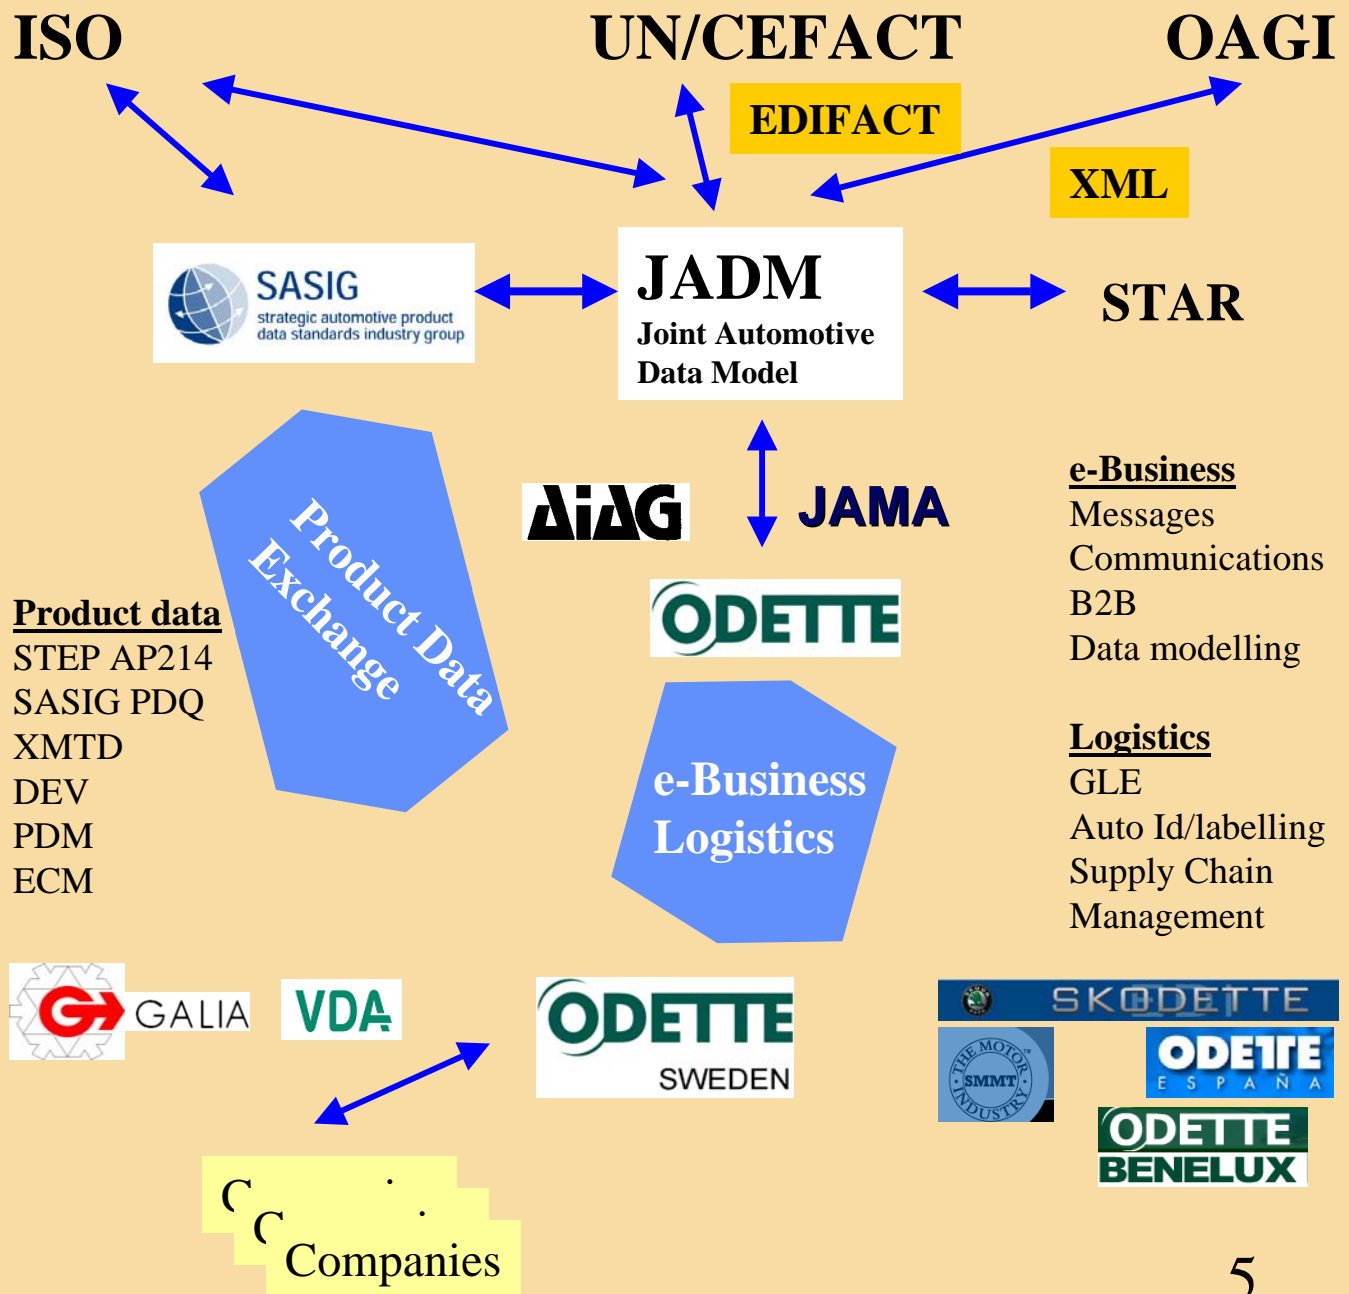 ISO
UN/CEFACT
OAGI
EDIFACT
XML
SASIG
strategic automotive product
data standards industry group
JADM
Joint Automotive
Data Model
STAR
AiAG
JAMA
ODETTE
Product Data
Exchange
e-Business
Logistics
Product data
STEP AP214
SASIG PDQ
XMTD
DEV
PDM
ECM
e-Business
Messages
Communications
B2B
Data modelling
Logistics
GLE
Auto Id/labelling
Supply Chain
Management
G
GALIA
VDA
ODETTE
SWEDEN
SKODETTE
THE MOTOR
SMMT
INDUSTRY
ODETTE
ESPAÑA
ODETTE
BENELUX
Companies
5